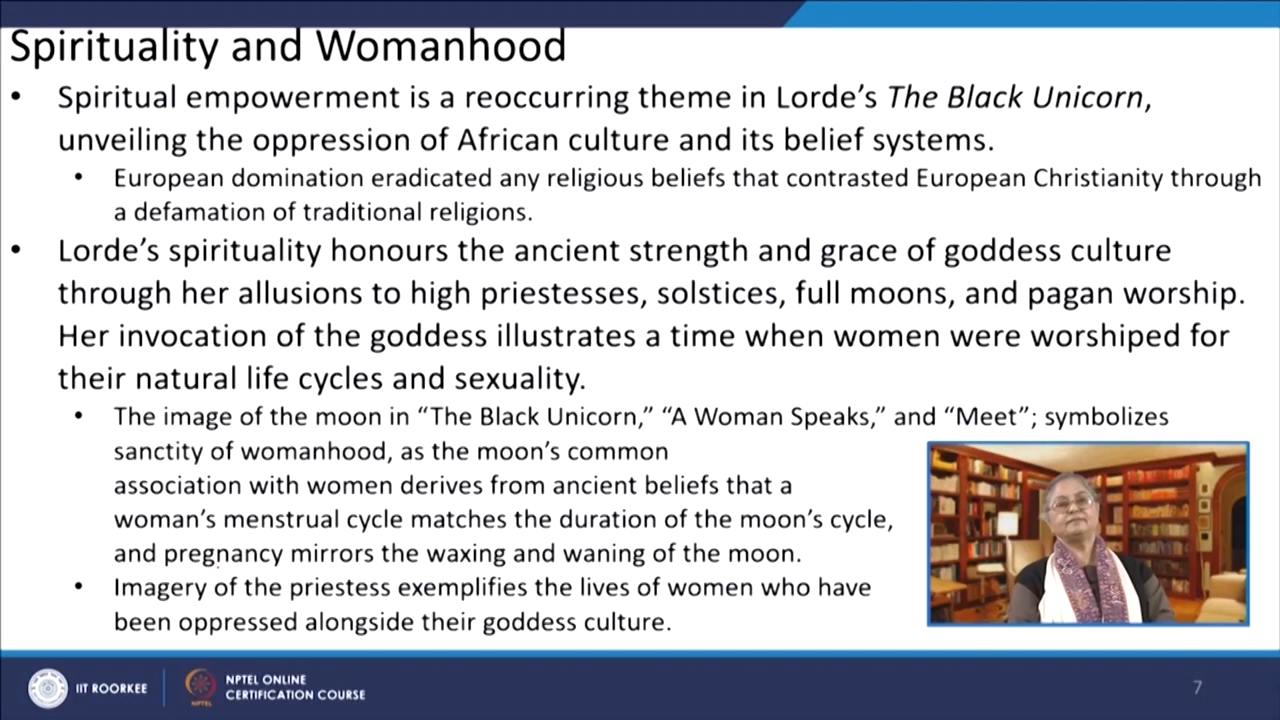 Spirituality and Womanhood
• Spiritual empowerment is a reoccurring theme in Lorde’s The Black Unicorn,
unveiling the oppression of African culture and its belief systems.
• European domination eradicated any religious beliefs that contrasted European Christianity through
a defamation of traditional religions.
• Lorde’s spirituality honours the ancient strength and grace of goddess culture
through her allusions to high priestesses, solstices, full moons, and pagan worship.
Her invocation of the goddess illustrates a time when women were worshiped for
their natural life cycles and sexuality.
• The image of the moon in “The Black Unicorn,” “A Woman Speaks,” and “Meet”; symbolizes
sanctity of womanhood, as the moon’s common
association with women derives from ancient beliefs that a
woman’s menstrual cycle matches the duration of the moon’s cycle,
and pregnancy mirrors the waxing and waning of the moon.
• Imagery of the priestess exemplifies the lives of women who have
been oppressed alongside their goddess culture.
IIT ROORKEE
NPTEL
NPTEL ONLINE
CERTIFICATION COURSE
7